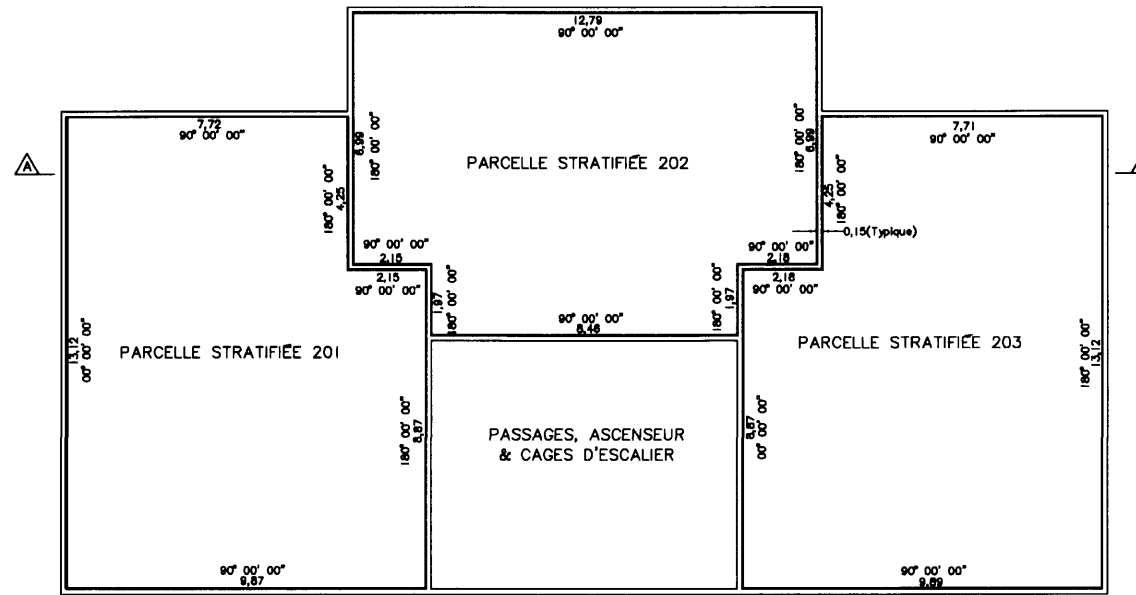 12,79
90° 00' 00"
7,72
90° 00' 00"
7,71
90° 00' 00"
A
180° 00' 00"
4,25
6,99
180° 00' 00"
PARCELLE STRATIFIÉE 202
180° 00' 00"
6,99
4,25
180° 00' 00"
0,15(Typique)
90° 00' 00"
2,15
2,15
90° 00' 00"
90° 00' 00"
2,18
2,18
90° 00' 00"
1,97
180° 00' 00"
90° 00' 00"
8,46
180° 00' 00"
1,97
13,12
00° 00' 00"
PARCELLE STRATIFIÉE 201
PARCELLE STRATIFIÉE 203
180° 00' 00"
13,12
180° 00' 00"
8,87
PASSAGES, ASCENSEUR
& CAGES D'ESCALIER
8,87
00° 00' 00"
90° 00' 00"
9,87
90° 00' 00"
9,89